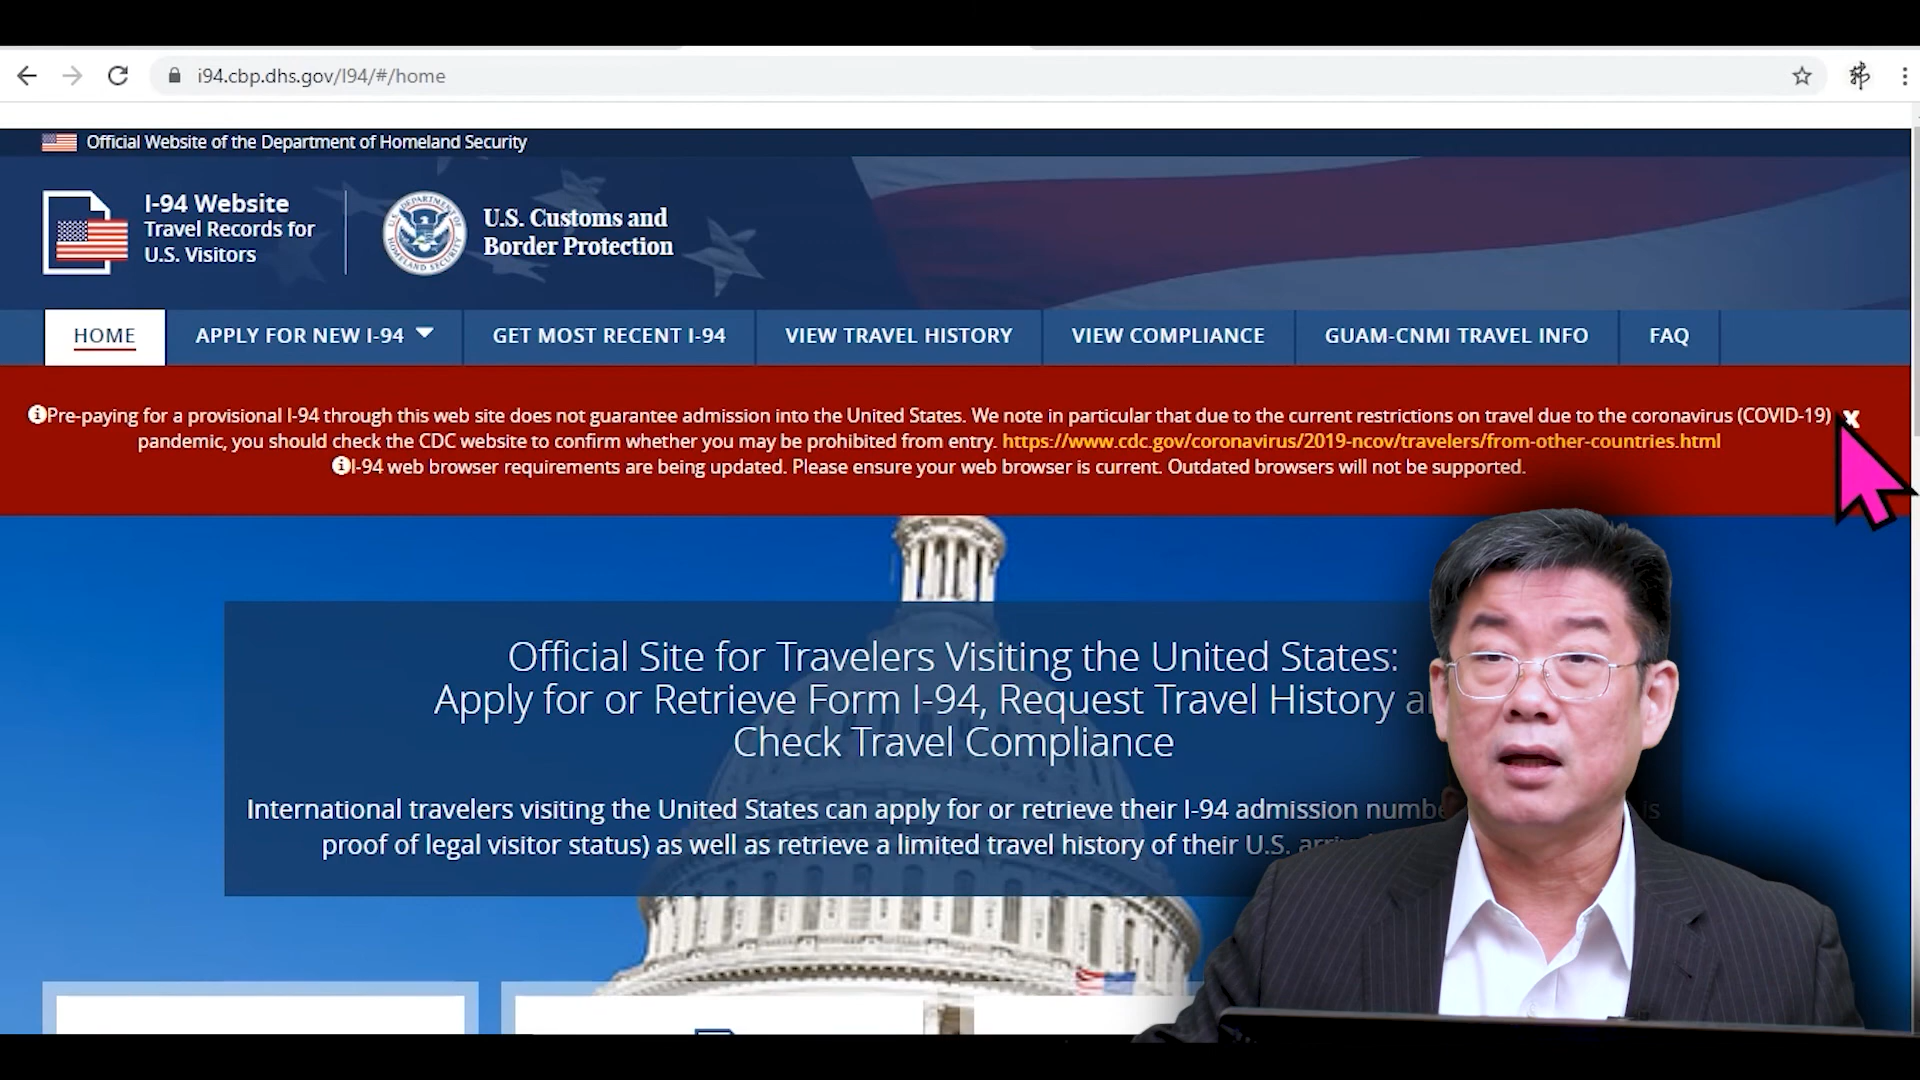 i94.cbp.dhs.gov/I94/#/home
Official Website of the Department of Homeland Security
I-94 Website
Travel Records for
U.S. Visitors
U.S. Customs and
Border Protection
HOME
APPLY FOR NEW I-94
GET MOST RECENT I-94
VIEW TRAVEL HISTORY
VIEW COMPLIANCE
GUAM-CNMI TRAVEL INFO
FAQ
Pre-paying for a provisional I-94 through this web site does not guarantee admission into the United States. We note in particular that due to the current restrictions on travel due to the coronavirus (COVID-19)
pandemic, you should check the CDC website to confirm whether you may be prohibited from entry. https://www.cdc.gov/coronavirus/2019-ncov/travelers/from-other-countries.html
I-94 web browser requirements are being updated. Please ensure your web browser is current. Outdated browsers will not be supported.
Official Site for Travelers Visiting the United States:
Apply for or Retrieve Form I-94, Request Travel History
Check Travel Compliance
International travelers visiting the United States can apply for or retrieve their I-94 admission is
proof of legal visitor status) as well as retrieve a limited travel history of their U.S.